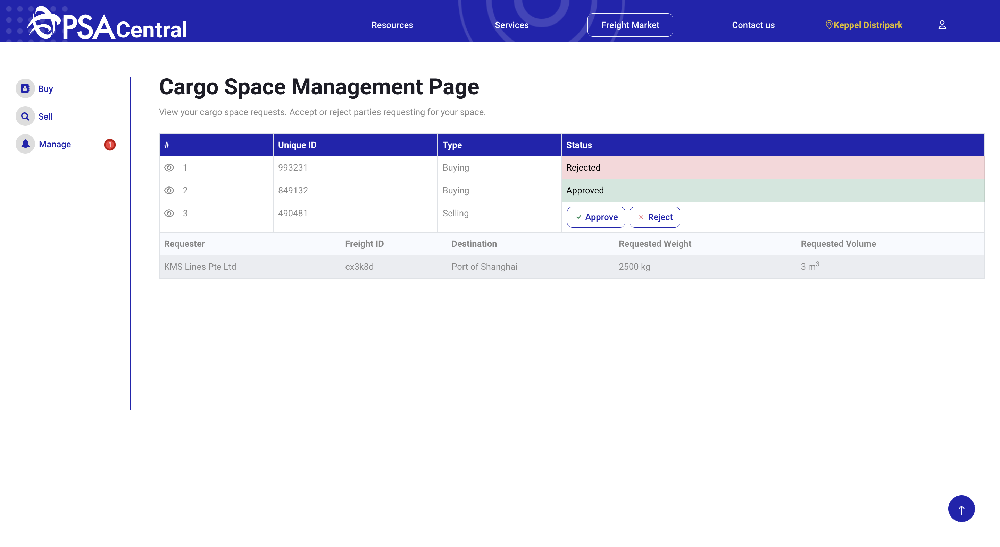 PSA Central
Resources Services Freight Market Contact us Keppel Distripark
Buy
Sell
Manage 1
Cargo Space Management Page
View your cargo space requests. Accept or reject parties requesting for your space.
# Unique ID Type Status
1 993231 Buying Rejected
2 849132 Buying Approved
3 490481 Selling Approve Reject
Requester Freight ID Destination Requested Weight Requested Volume
KMS Lines Pte Ltd cx3k8d Port of Shanghai 2500 kg 3 m³